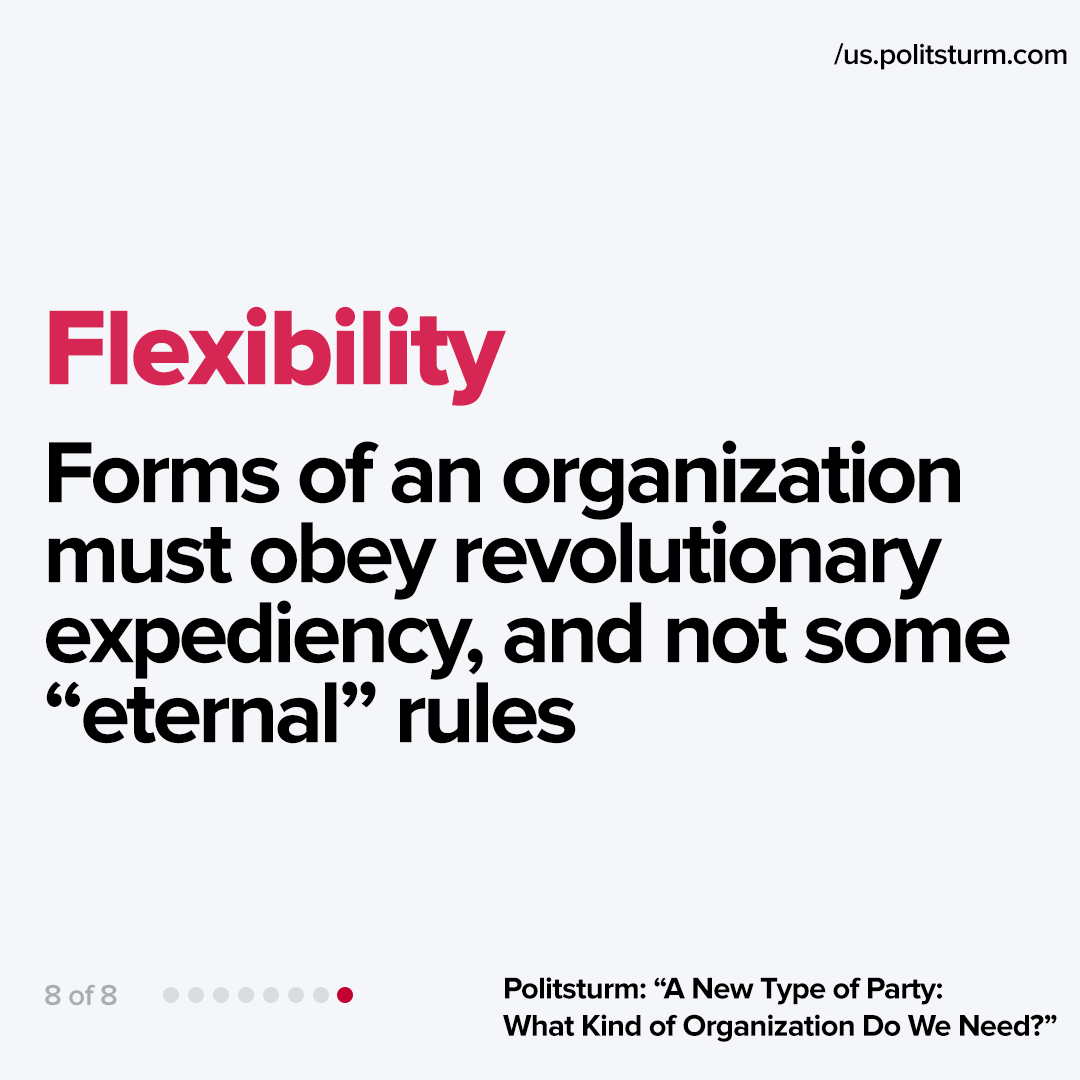 /us.politsturm.com
Flexibility
Forms of an organization
must obey revolutionary
expediency, and not some
“eternal” rules
8 of 8
Politsturm: “A New Type of Party:
What Kind of Organization Do We Need?”